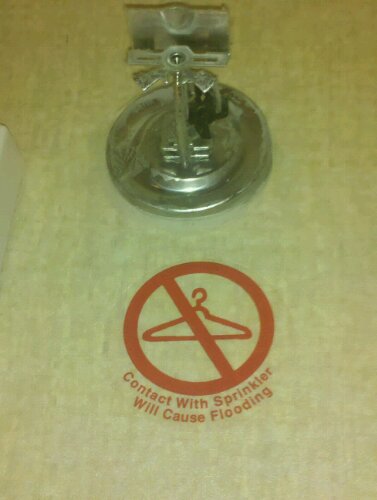 Contact With Sprinkler
Will Cause Flooding